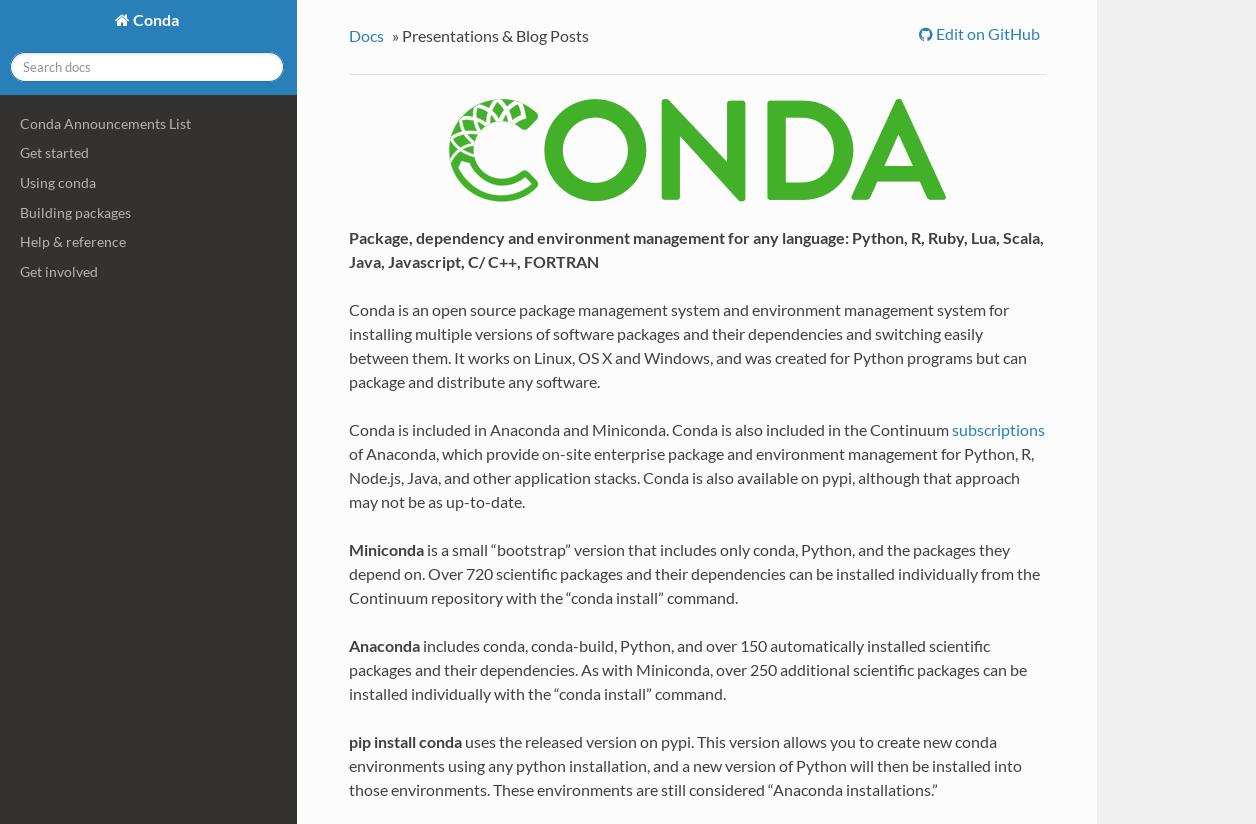 Conda
Search docs
Conda Announcements List
Get started
Using conda
Building packages
Help & reference
Get involved
Docs » Presentations & Blog Posts
Edit on GitHub
CONDA
Package, dependency and environment management for any language: Python, R, Ruby, Lua, Scala,
Java, Javascript, C/ C++, FORTRAN
Conda is an open source package management system and environment management system for
installing multiple versions of software packages and their dependencies and switching easily
between them. It works on Linux, OS X and Windows, and was created for Python programs but can
package and distribute any software.
Conda is included in Anaconda and Miniconda. Conda is also included in the Continuum subscriptions
of Anaconda, which provide on-site enterprise package and environment management for Python, R,
Node.js, Java, and other application stacks. Conda is also available on pypi, although that approach
may not be as up-to-date.
Miniconda is a small “bootstrap” version that includes only conda, Python, and the packages they
depend on. Over 720 scientific packages and their dependencies can be installed individually from the
Continuum repository with the “conda install” command.
Anaconda includes conda, conda-build, Python, and over 150 automatically installed scientific
packages and their dependencies. As with Miniconda, over 250 additional scientific packages can be
installed individually with the “conda install” command.
pip install conda uses the released version on pypi. This version allows you to create new conda
environments using any python installation, and a new version of Python will then be installed into
those environments. These environments are still considered “Anaconda installations.”